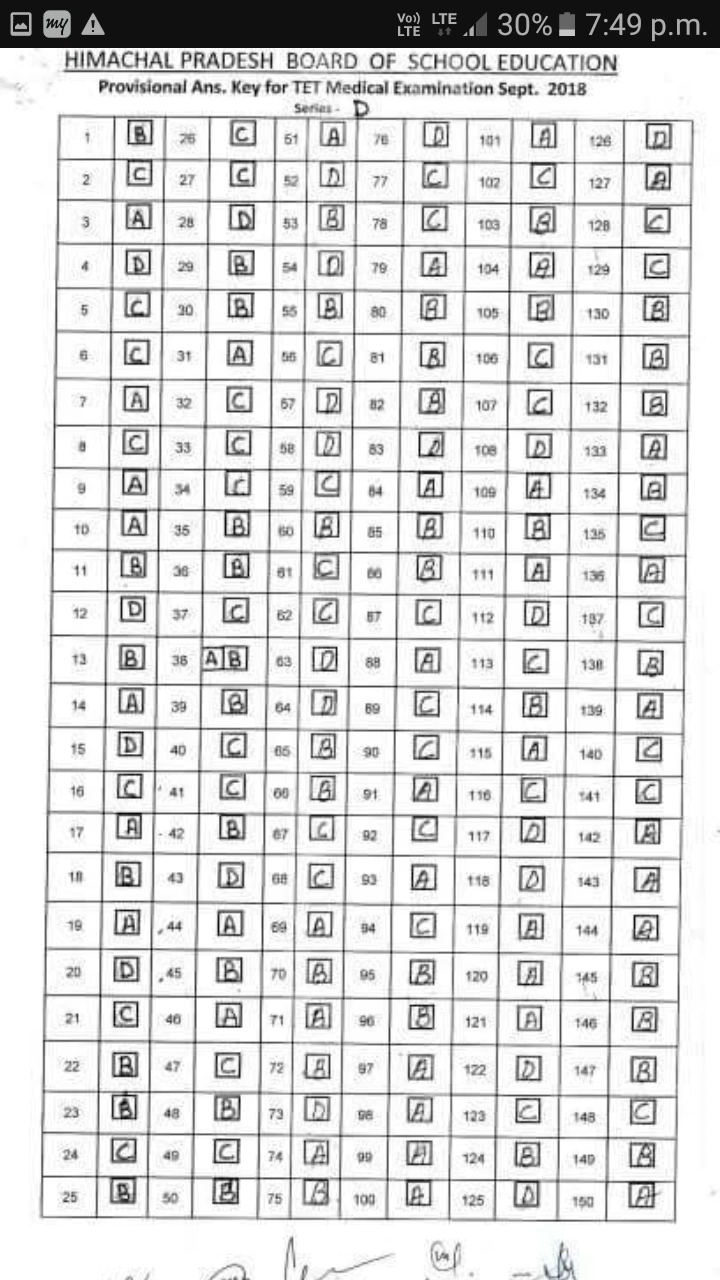 my Vo) LTE LTE 30% 7:49 p.m.
HIMACHAL PRADESH BOARD OF SCHOOL EDUCATION
Provisional Ans. Key for TET Medical Examination Sept. 2018
Series - D
1 B 26 C 51 A 76 D 101 A 126 D
2 C 27 C 52 D 77 C 102 C 127 A
3 A 28 D 53 B 78 C 103 B 128 C
4 D 29 B 54 D 79 A 104 A 129 C
5 C 30 B 55 B 80 B 105 B 130 B
6 C 31 A 56 C 81 B 106 C 131 B
7 A 32 C 57 D 82 B 107 C 132 B
8 C 33 C 58 D 83 D 108 D 133 A
9 A 34 C 59 C 84 A 109 A 134 B
10 A 35 B 60 B 85 B 110 B 135 C
11 B 36 B 61 C 86 B 111 A 136 A
12 D 37 C 62 C 87 C 112 D 137 C
13 B 38 A B 63 D 88 A 113 C 138 B
14 A 39 B 64 D 89 C 114 B 139 A
15 D 40 C 65 B 90 C 115 A 140 C
16 C 41 C 66 B 91 A 116 C 141 C
17 A 42 B 67 C 92 C 117 D 142 A
18 B 43 D 68 C 93 A 118 D 143 A
19 A 44 A 69 A 94 C 119 A 144
20 D 45 B 70 B 95 B 120 A 145 B
21 C 46 A 71 A 96 B 121 A 146 B
22 B 47 C 72 B 97 A 122 D 147 B
23 B 48 B 73 D 98 A 123 C 148 C
24 C 49 C 74 A 99 A 124 B 149 B
25 B 50 B 75 B 100 A 125 D 150 A